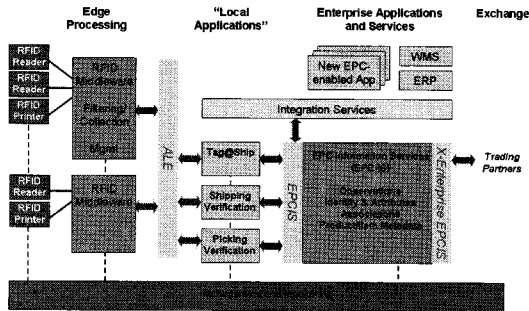 Edge
Processing
“Local
Applications”
Enterprise Applications
and Services
Exchange
RFID
Reader
RFID
Reader
RFID
Printer
RFID
Middleware
Filtering/
Collection
Mgmt
RFID
Reader
RFID
Printer
RFID
Middleware
ALE
New EPC-
enabled App
WMS
ERP
Integration Services
Tag@Ship
Shipping
Verification
Picking
Verification
EPCIS
EPC Information Services
(EPCIS)
Observations
Identity & Attributes
Associations
X-Enterprise EPCIS
Trading
Partners